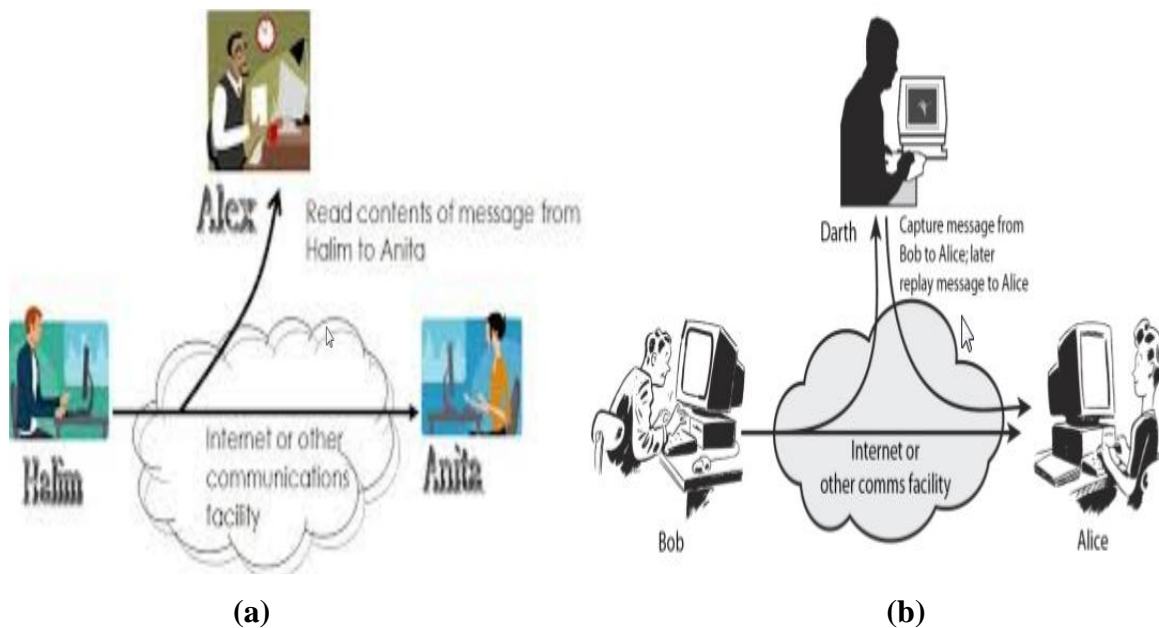 Alex
Read contents of message from
Halim to Anita
Halim
Internet or other
communications
facility
Anita
(a)
Darth
Capture message from
Bob to Alice; later
replay message to Alice
Internet or
other comms facility
Bob
Alice
(b)